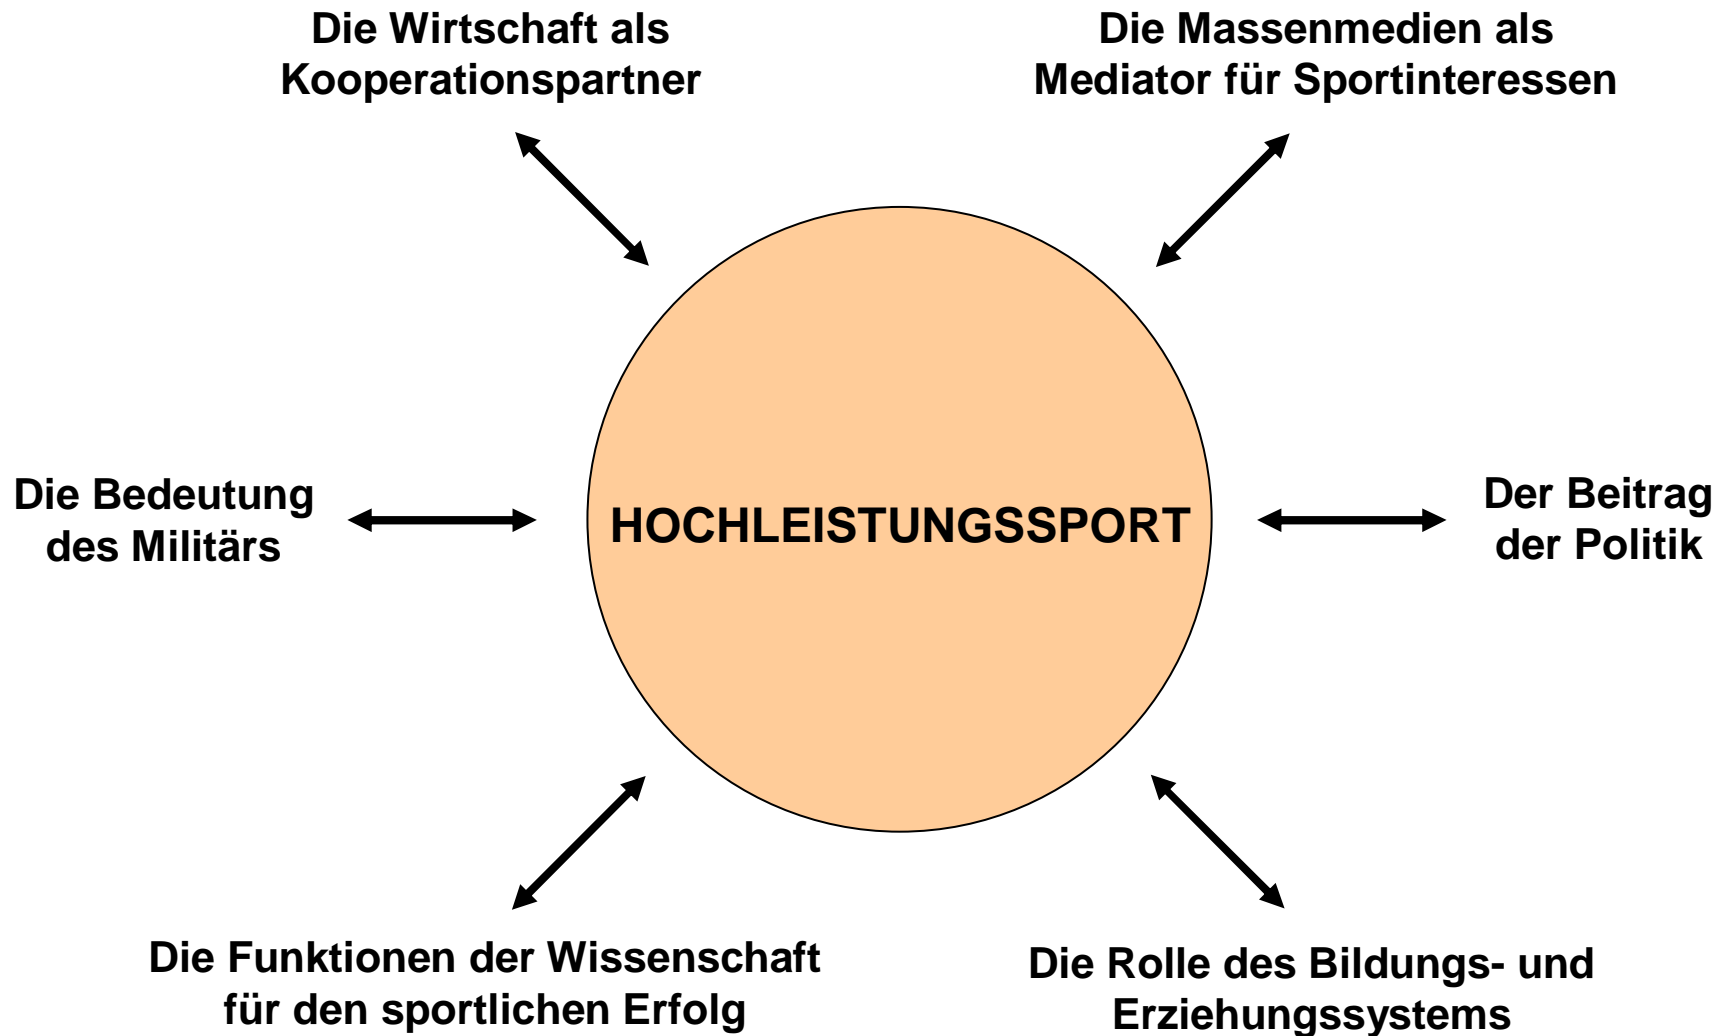 Die Wirtschaft als
Kooperationspartner
Die Massenmedien als
Mediator für Sportinteressen
Die Bedeutung
des Militärs
HOCHLEISTUNGSSPORT
Der Beitrag
der Politik
Die Funktionen der Wissenschaft
für den sportlichen Erfolg
Die Rolle des Bildungs- und
Erziehungssystems